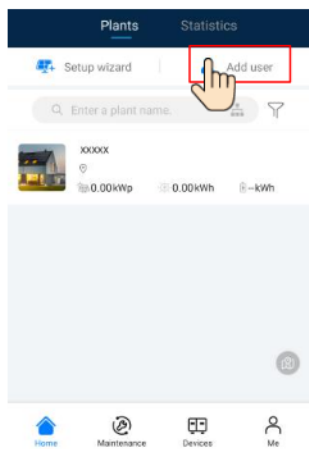 Plants Statistics
Setup wizard Add user
Enter a plant name.
xxxxx
0.00kWp 0.00kWh --kWh
Home Maintenance Devices Me